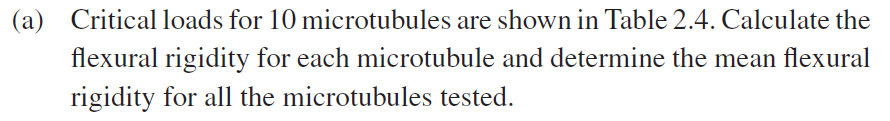 (a) Critical loads for 10 microtubules are shown in Table 2.4. Calculate the
flexural rigidity for each microtubule and determine the mean flexural
rigidity for all the microtubules tested.